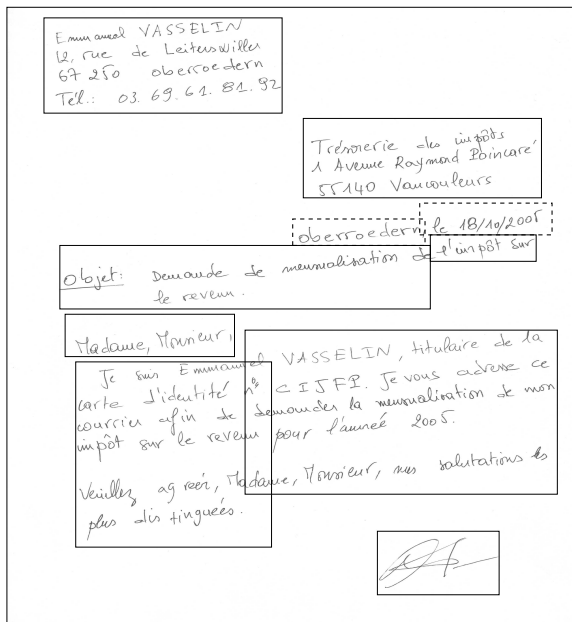 Emmanuel VASSELIN
12, rue de Leiterswiller
67 250 oberroedern
Tél.: 03.69.61.81.92
Trésorerie des impôts
1 Avenue Raymond Poincaré
55140 Vaucouleurs
oberroedern, le 18/10/2005
Objet: Demande de mensualisation de l'impôt sur
le revenu.
Madame, Monsieur,
Je suis Emmanuel VASSELIN, titulaire de la
carte d'identité n° CIJFP. Je vous adresse ce
courrier afin de demander la mensualisation de mon
impôt sur le revenu pour l'année 2005.
Veuillez agréer, Madame, Monsieur, mes salutations les
plus distinguées.